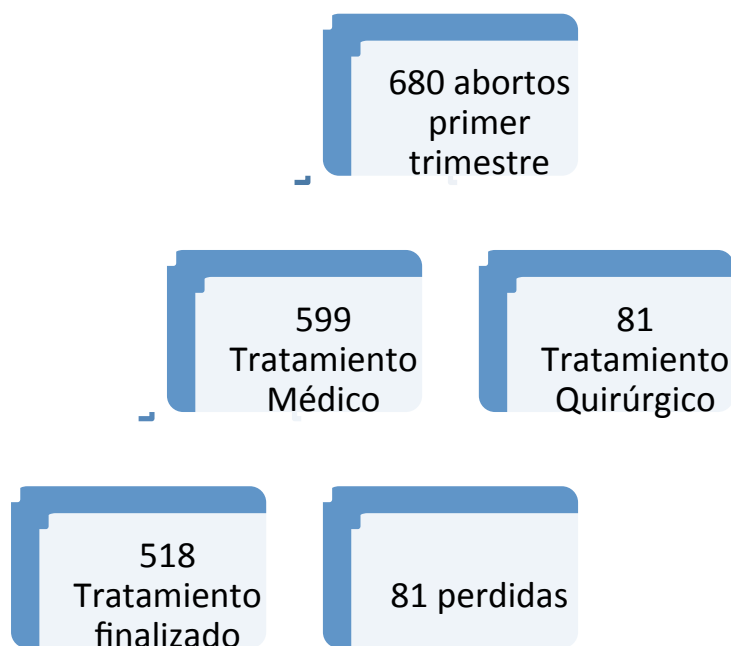 680 abortos
primer
trimestre
599
Tratamiento
Médico
81
Tratamiento
Quirúrgico
518
Tratamiento
finalizado
81 perdidas